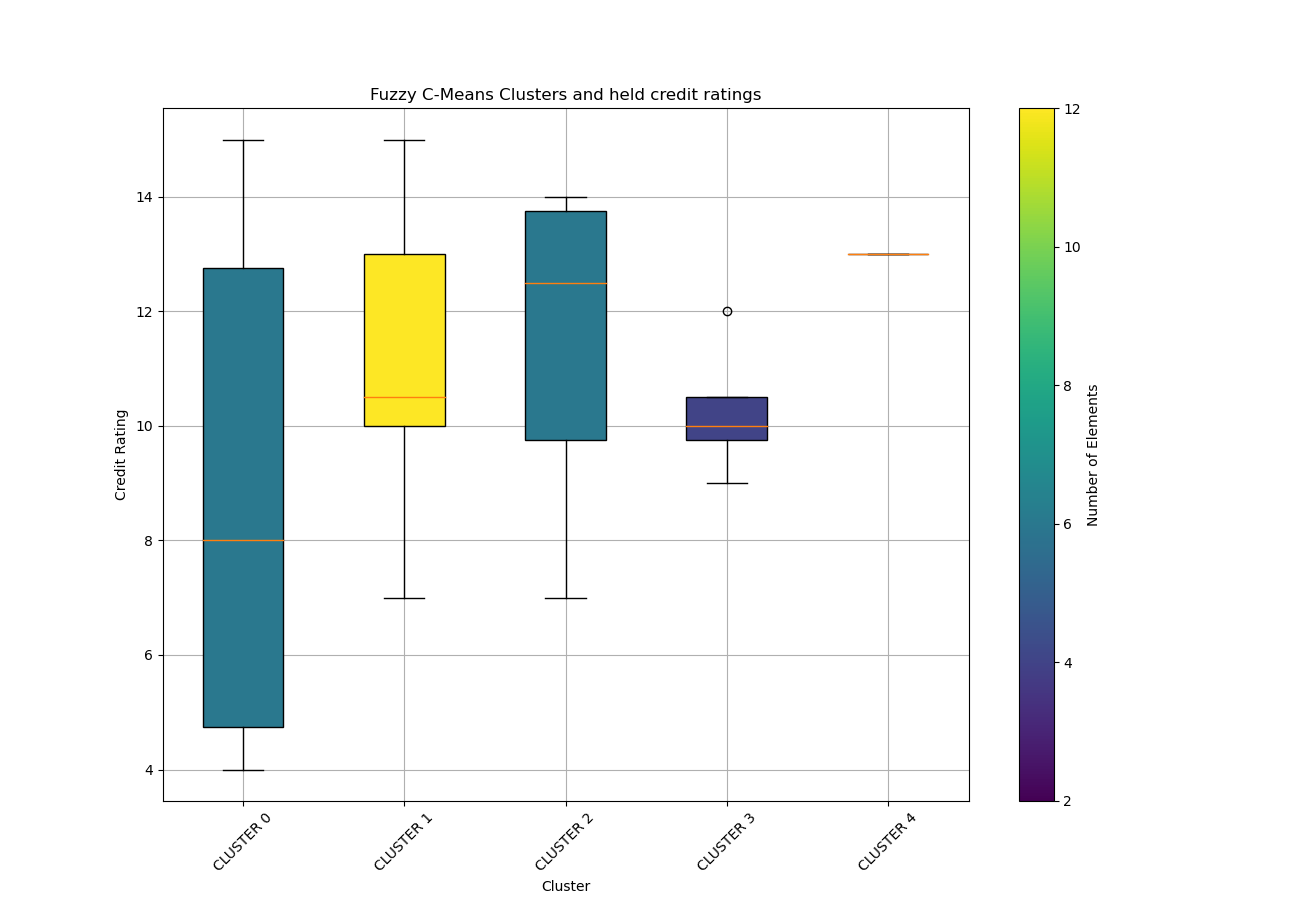 Fuzzy C-Means Clusters and held credit ratings
14
12
10
8
6
4
Credit Rating
CLUSTER 0
CLUSTER 1
CLUSTER 2
CLUSTER 3
CLUSTER 4
Cluster
12
10
8
6
4
2
Number of Elements